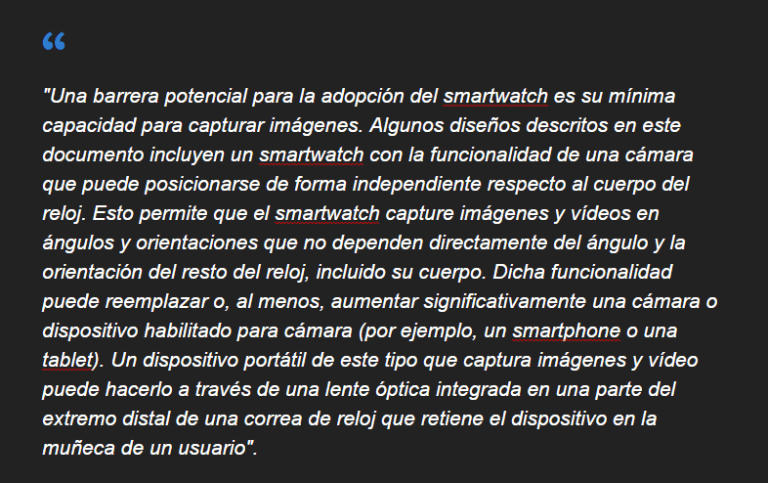 “
"Una barrera potencial para la adopción del smartwatch es su mínima
capacidad para capturar imágenes. Algunos diseños descritos en este
documento incluyen un smartwatch con la funcionalidad de una cámara
que puede posicionarse de forma independiente respecto al cuerpo del
reloj. Esto permite que el smartwatch capture imágenes y vídeos en
ángulos y orientaciones que no dependen directamente del ángulo y la
orientación del resto del reloj, incluido su cuerpo. Dicha funcionalidad
puede reemplazar o, al menos, aumentar significativamente una cámara o
dispositivo habilitado para cámara (por ejemplo, un smartphone o una
tablet). Un dispositivo portátil de este tipo que captura imágenes y vídeo
puede hacerlo a través de una lente óptica integrada en una parte del
extremo distal de una correa de reloj que retiene el dispositivo en la
muñeca de un usuario".